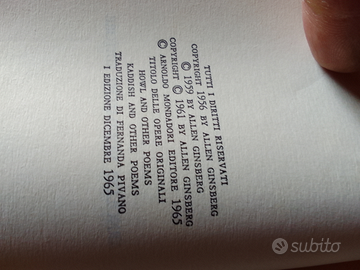 TUTTI I DIRITTI RISERVATI
COPYRIGHT 1956 BY ALLEN GINSBERG
© 1959 BY ALLEN GINSBERG
COPYRIGHT © 1961 BY ALLEN GINSBERG
© ARNOLDO MONDADORI EDITORE 1965
TITOLO DELLE OPERE ORIGINALI
HOWL AND OTHER POEMS
KADDISH AND OTHER POEMS
TRADUZIONE DI FERNANDA PIVANO
I EDIZIONE DICEMBRE 1965
subito